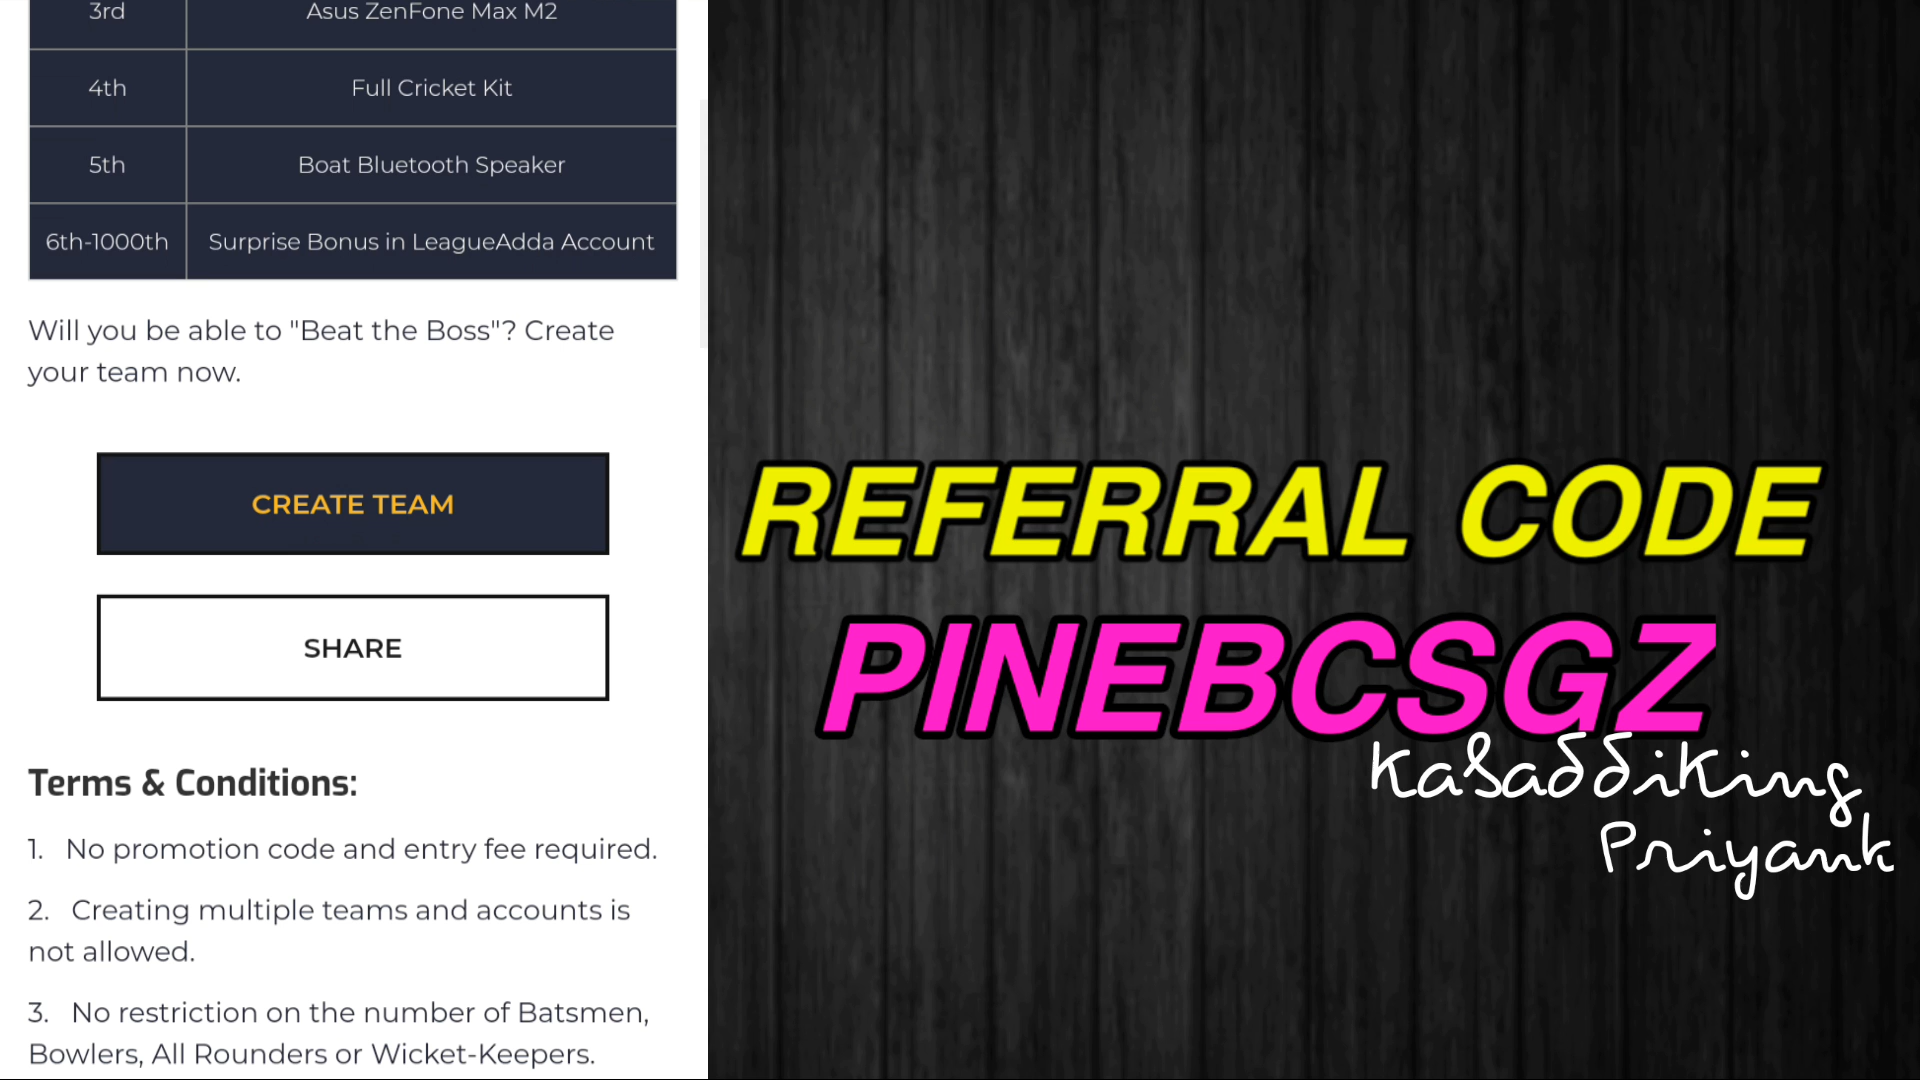 3rd Asus ZenFone Max M2
4th Full Cricket Kit
5th Boat Bluetooth Speaker
6th-1000th Surprise Bonus in LeagueAdda Account
Will you be able to "Beat the Boss"? Create
your team now.
CREATE TEAM
SHARE
Terms & Conditions:
1. No promotion code and entry fee required.
2. Creating multiple teams and accounts is
not allowed.
3. No restriction on the number of Batsmen,
Bowlers, All Rounders or Wicket-Keepers.
REFERRAL CODE
PINEBCSGZ
KabaddiKing
Priyank